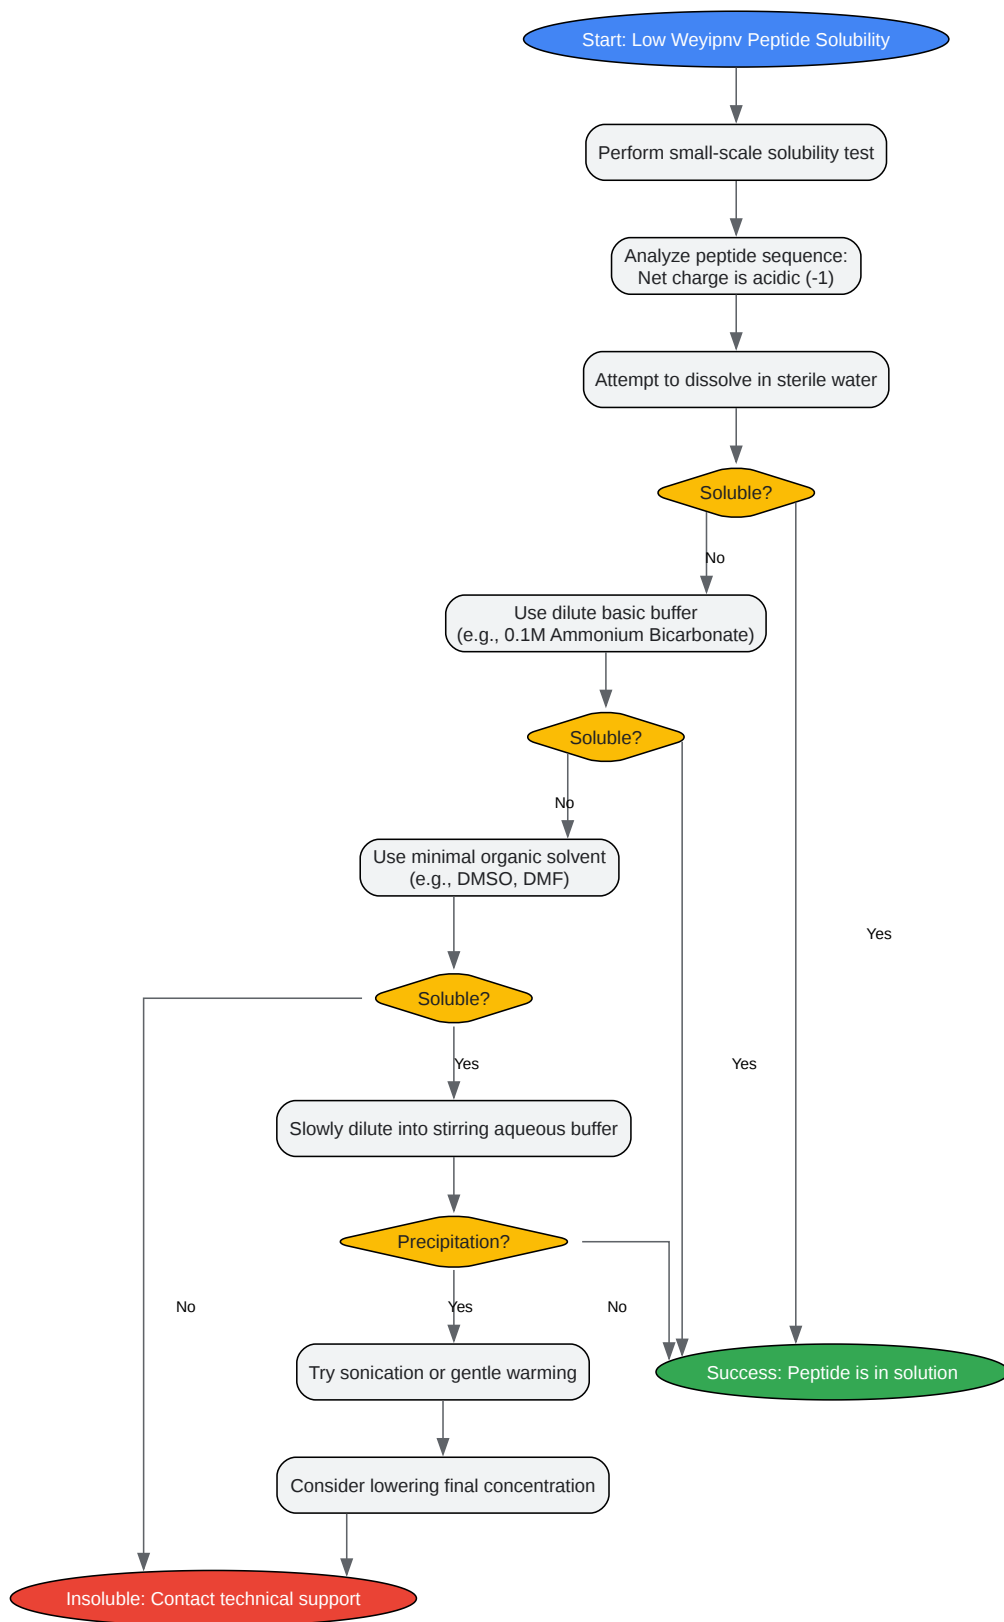 Start: Low Weyipnv Peptide Solubility
Perform small-scale solubility test
Analyze peptide sequence:
Net charge is acidic (-1)
Attempt to dissolve in sterile water
Soluble?
No
Use dilute basic buffer
(e.g., 0.1M Ammonium Bicarbonate)
Soluble?
No
Use minimal organic solvent
(e.g., DMSO, DMF)
Yes
Soluble?
Yes
Yes
Slowly dilute into stirring aqueous buffer
Precipitation?
No
Yes
No
Try sonication or gentle warming
Success: Peptide is in solution
Consider lowering final concentration
Insoluble: Contact technical support